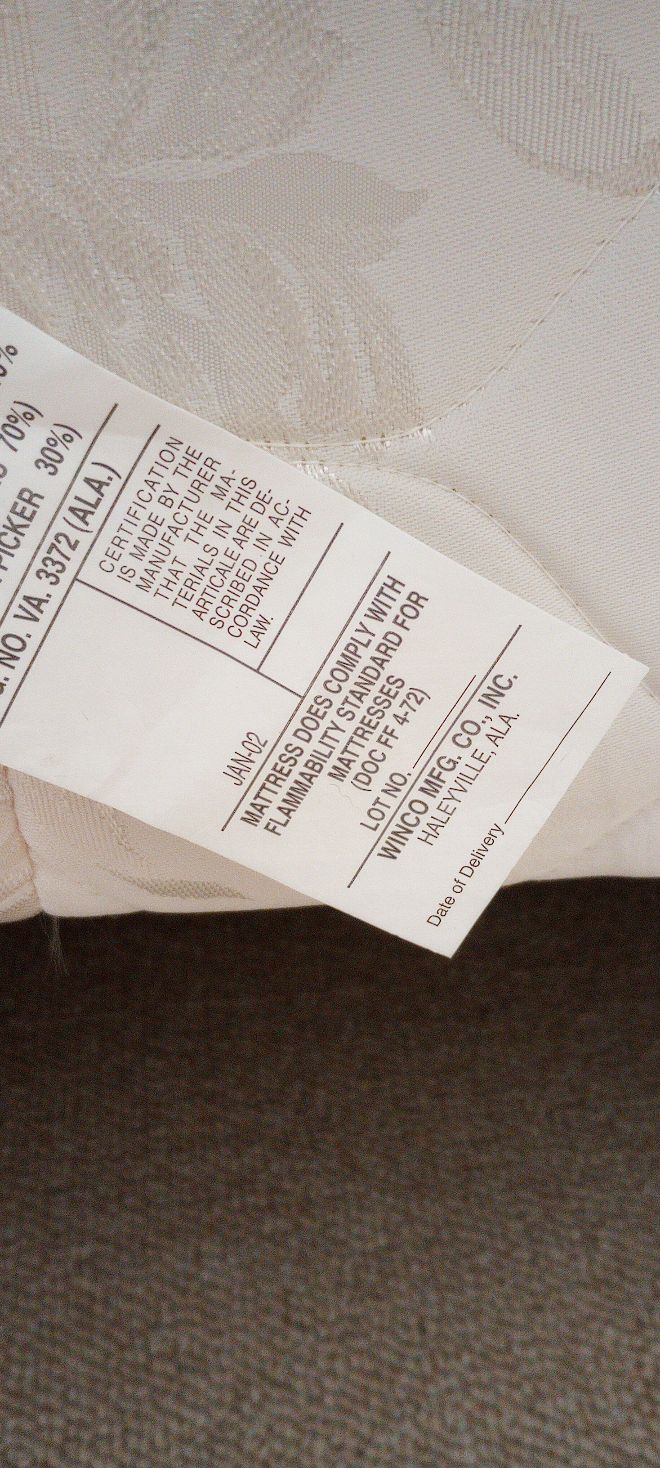 0%
70%)
PICKER 30%)
. NO. VA. 3372 (ALA.)
CERTIFICATION
IS MADE BY THE
MANUFACTURER
THAT THE MA-
TERIALS IN THIS
ARTICALE ARE DE-
SCRIBED IN AC-
CORDANCE WITH
LAW.
JAN-02
MATTRESS DOES COMPLY WITH
FLAMMABILITY STANDARD FOR
MATTRESSES
(DOC FF 4-72)
LOT NO.
WINCO MFG. CO., INC.
HALEYVILLE, ALA.
Date of Delivery